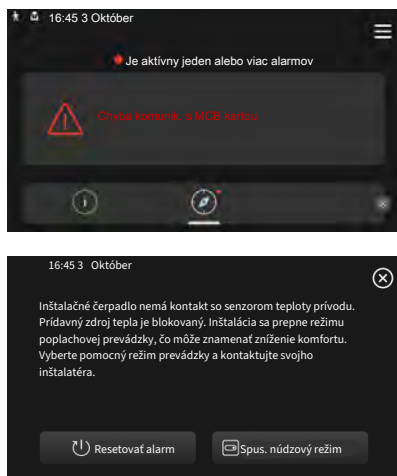 16:45 3 Október
Je aktívny jeden alebo viac alarmov
Chyba komunik. s MCB kartou
16:45 3 Október
Inštalačné čerpadlo nemá kontakt so senzorom teploty prívodu.
Prídavný zdroj tepla je blokovaný. Inštalácia sa prepne režimu
poplachovej prevádzky, čo môže znamenať zníženie komfortu.
Vyberte pomocný režim prevádzky a kontaktujte svojho
inštalatéra.
Resetovať alarm
Spus. núdzový režim